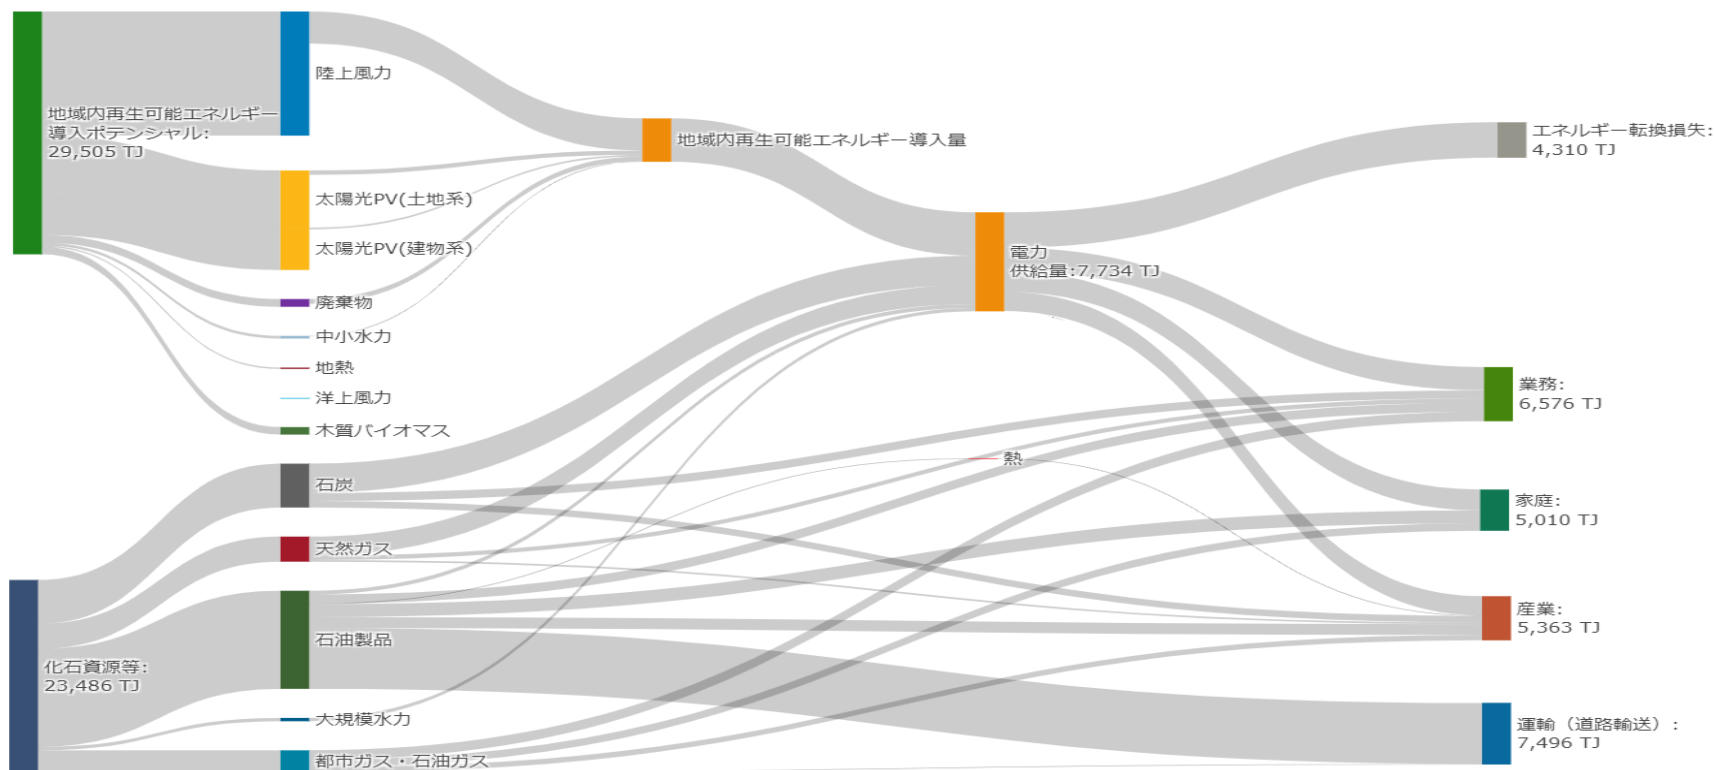 地域内再生可能エネルギー
導入ポテンシャル:
29,505 TJ
陸上風力
太陽光PV(土地系)
太陽光PV(建物系)
廃棄物
中小水力
地熱
洋上風力
木質バイオマス
石炭
天然ガス
石油製品
大規模水力
都市ガス・石油ガス
化石資源等:
23,486 TJ
地域内再生可能エネルギー導入量
電力
供給量:7,734 TJ
熱
エネルギー転換損失:
4,310 TJ
業務:
6,576 TJ
家庭:
5,010 TJ
産業:
5,363 TJ
運輸（道路輸送）:
7,496 TJ